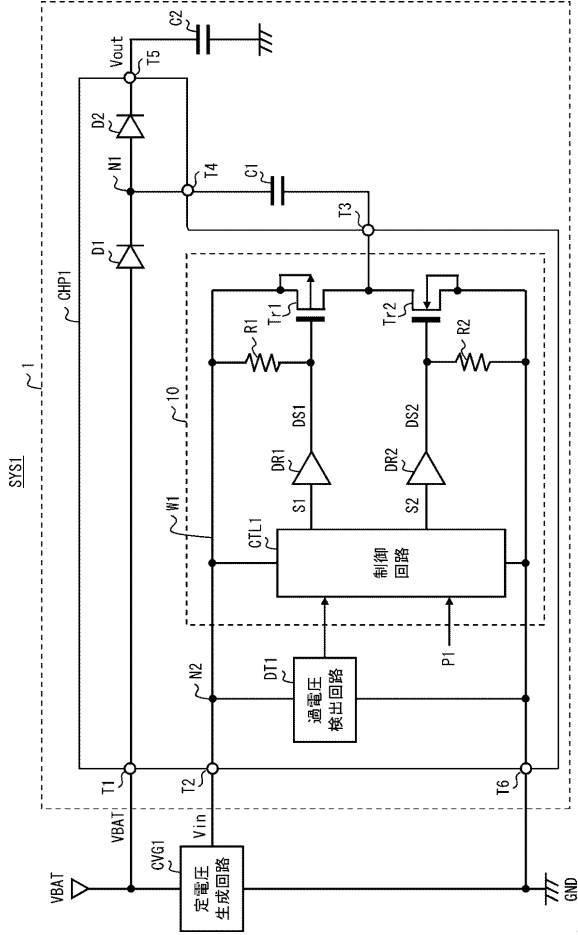 SYS1
1
CHP1
VBAT
VBAT
T1
D1
N1
D2
Vout
T5
C2
T4
C1
T3
CVG1
定電圧
生成回路
Vin
T2
N2
W1
10
DT1
過電圧
検出回路
P1
CTL1
制御
回路
S1
DR1
DS1
R1
Tr1
S2
DR2
DS2
R2
Tr2
T6
GND